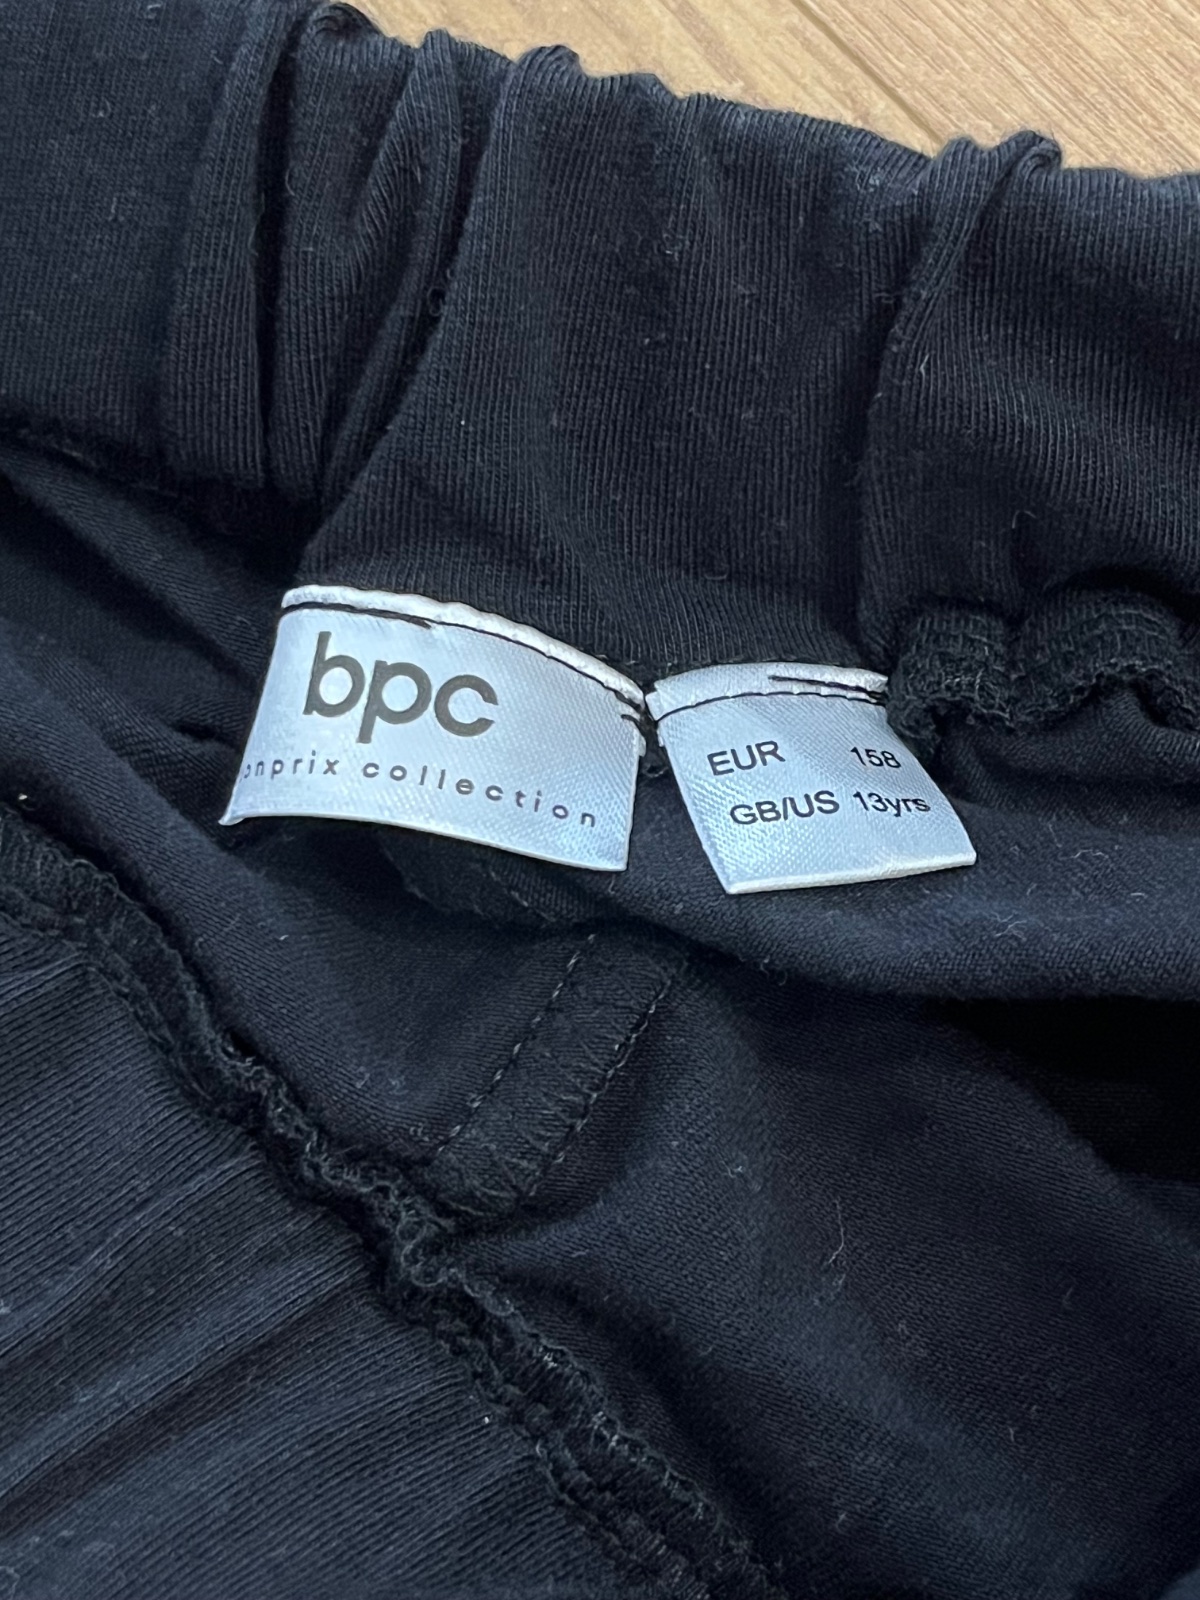 bpc
onprix collection
EUR 158
GB/US 13yrs